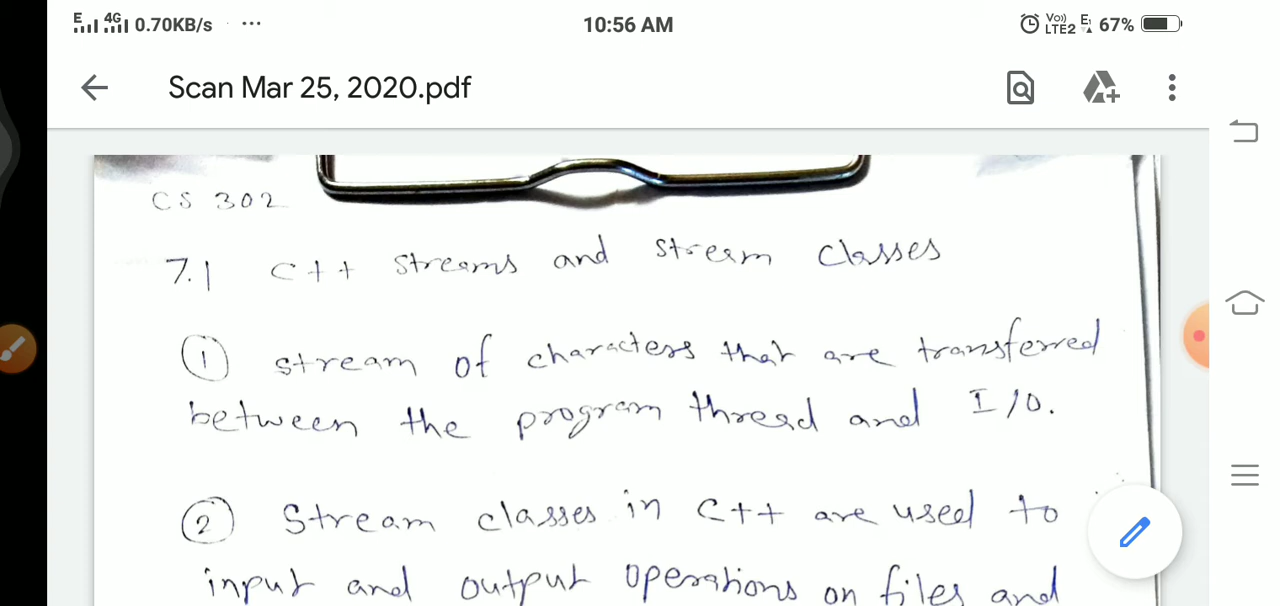 E 4G 0.70KB/s ... 10:56 AM Vo)) LTE2 E 67%
Scan Mar 25, 2020.pdf
CS 302
7.1 C++ streams and stream classes
① stream of characters that are transferred
between the program thread and I/O.
② Stream classes in C++ are used to
input and output operations on files and